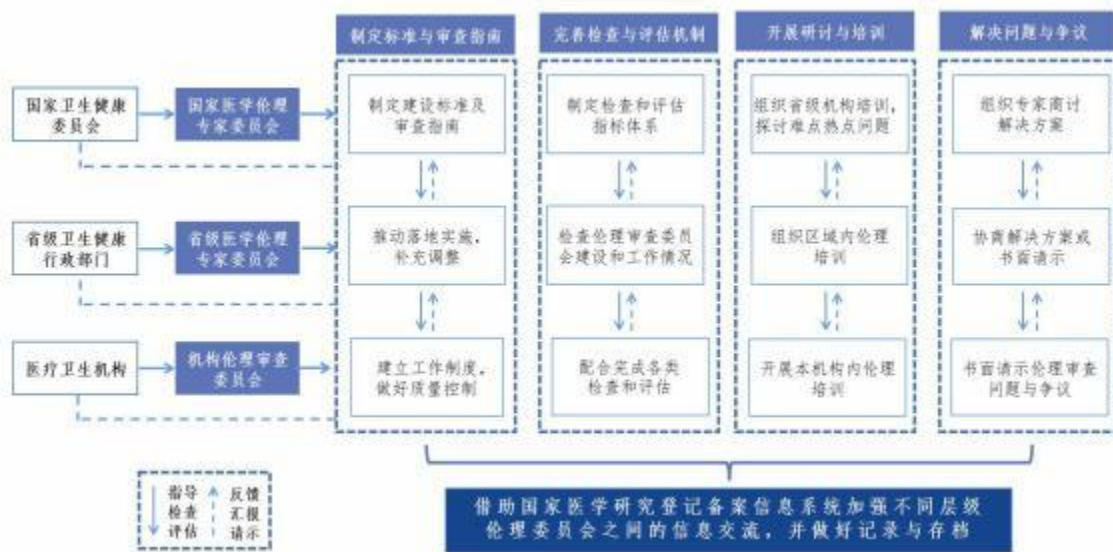 制定标准与审查指南
完善检查与评估机制
开展研讨与培训
解决问题与争议
国家卫生健康
委员会
国家医学伦理
专家委员会
制定建设标准及
审查指南
制定检查和评估
指标体系
组织省级机构培训,
探讨难点热点问题
组织专家商讨
解决方案
省级卫生健康
行政部门
省级医学伦理
专家委员会
推动落地实施,
补充调整
检查伦理审查委员
会建设和工作情况
组织区域内伦理
培训
协商解决方案或
书面请示
医疗卫生机构
机构伦理审查
委员会
建立工作制度,
做好质量控制
配合完成各类
检查和评估
开展本机构内伦理
培训
书面请示伦理审查
问题与争议
指导
检查
评估
反馈
汇报
请示
借助国家医学研究登记备案信息系统加强不同层级
伦理委员会之间的信息交流，并做好记录与存档